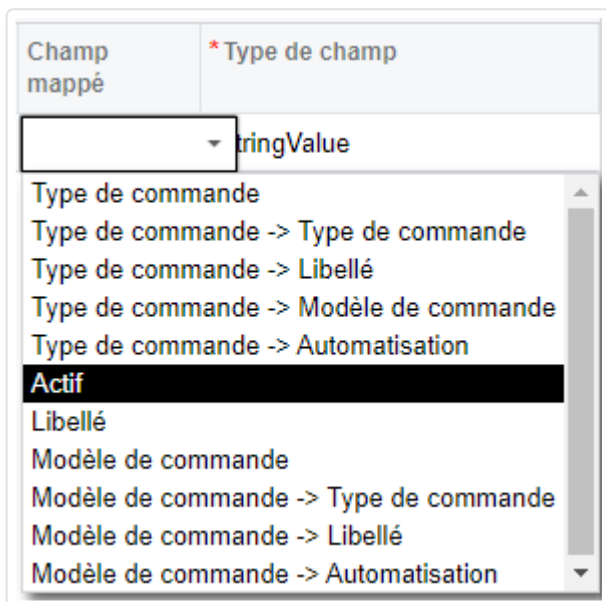 Champ mappé
* Type de champ
tringValue
Type de commande
Type de commande -> Type de commande
Type de commande -> Libellé
Type de commande -> Modèle de commande
Type de commande -> Automatisation
Actif
Libellé
Modèle de commande
Modèle de commande -> Type de commande
Modèle de commande -> Libellé
Modèle de commande -> Automatisation